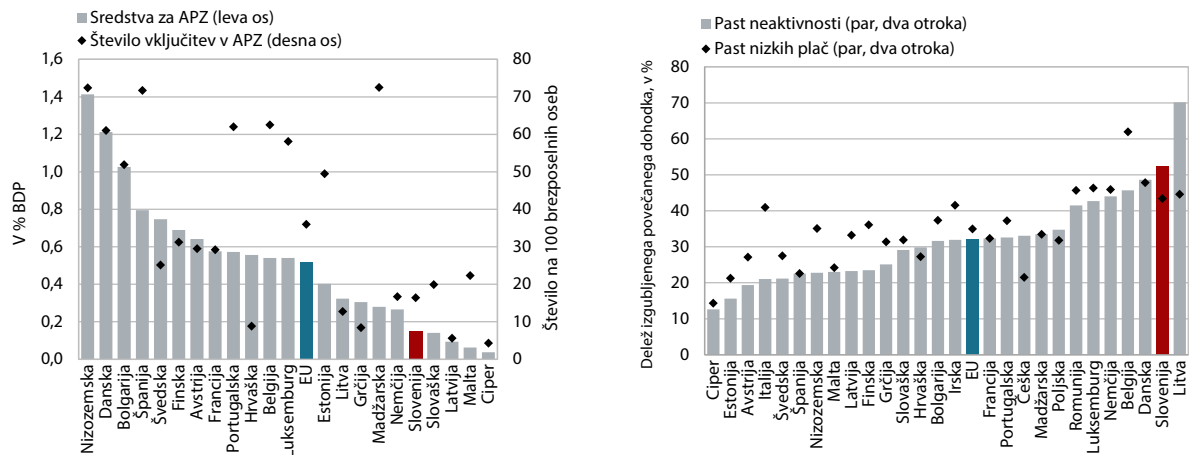 Sredstva za APZ (leva os)
Število vključitev v APZ (desna os)
V % BDP
1,6
1,4
1,2
1,0
0,8
0,6
0,4
0,2
0,0
80
70
60
50
40
30
20
10
0
Število na 100 brezposelnih oseb
Nizozemska
Danska
Bolgarija
Španija
Švedska
Finska
Avstrija
Francija
Portugalska
Hrvaška
Belgija
Luksemburg
EU
Estonija
Litva
Grčija
Madžarska
Nemčija
Slovenija
Slovaška
Latvija
Malta
Ciper
Past neaktivnosti (par, dva otroka)
Past nizkih plač (par, dva otroka)
Delež izgubljenega povečanega dohodka, v %
80
70
60
50
40
30
20
10
0
Ciper
Estonija
Avstrija
Italija
Švedska
Španija
Nizozemska
Malta
Latvija
Finska
Grčija
Slovaška
Hrvaška
Bolgarija
Irska
EU
Francija
Portugalska
Češka
Madžarska
Poljska
Romunija
Luksemburg
Nemčija
Belgija
Danska
Slovenija
Litva